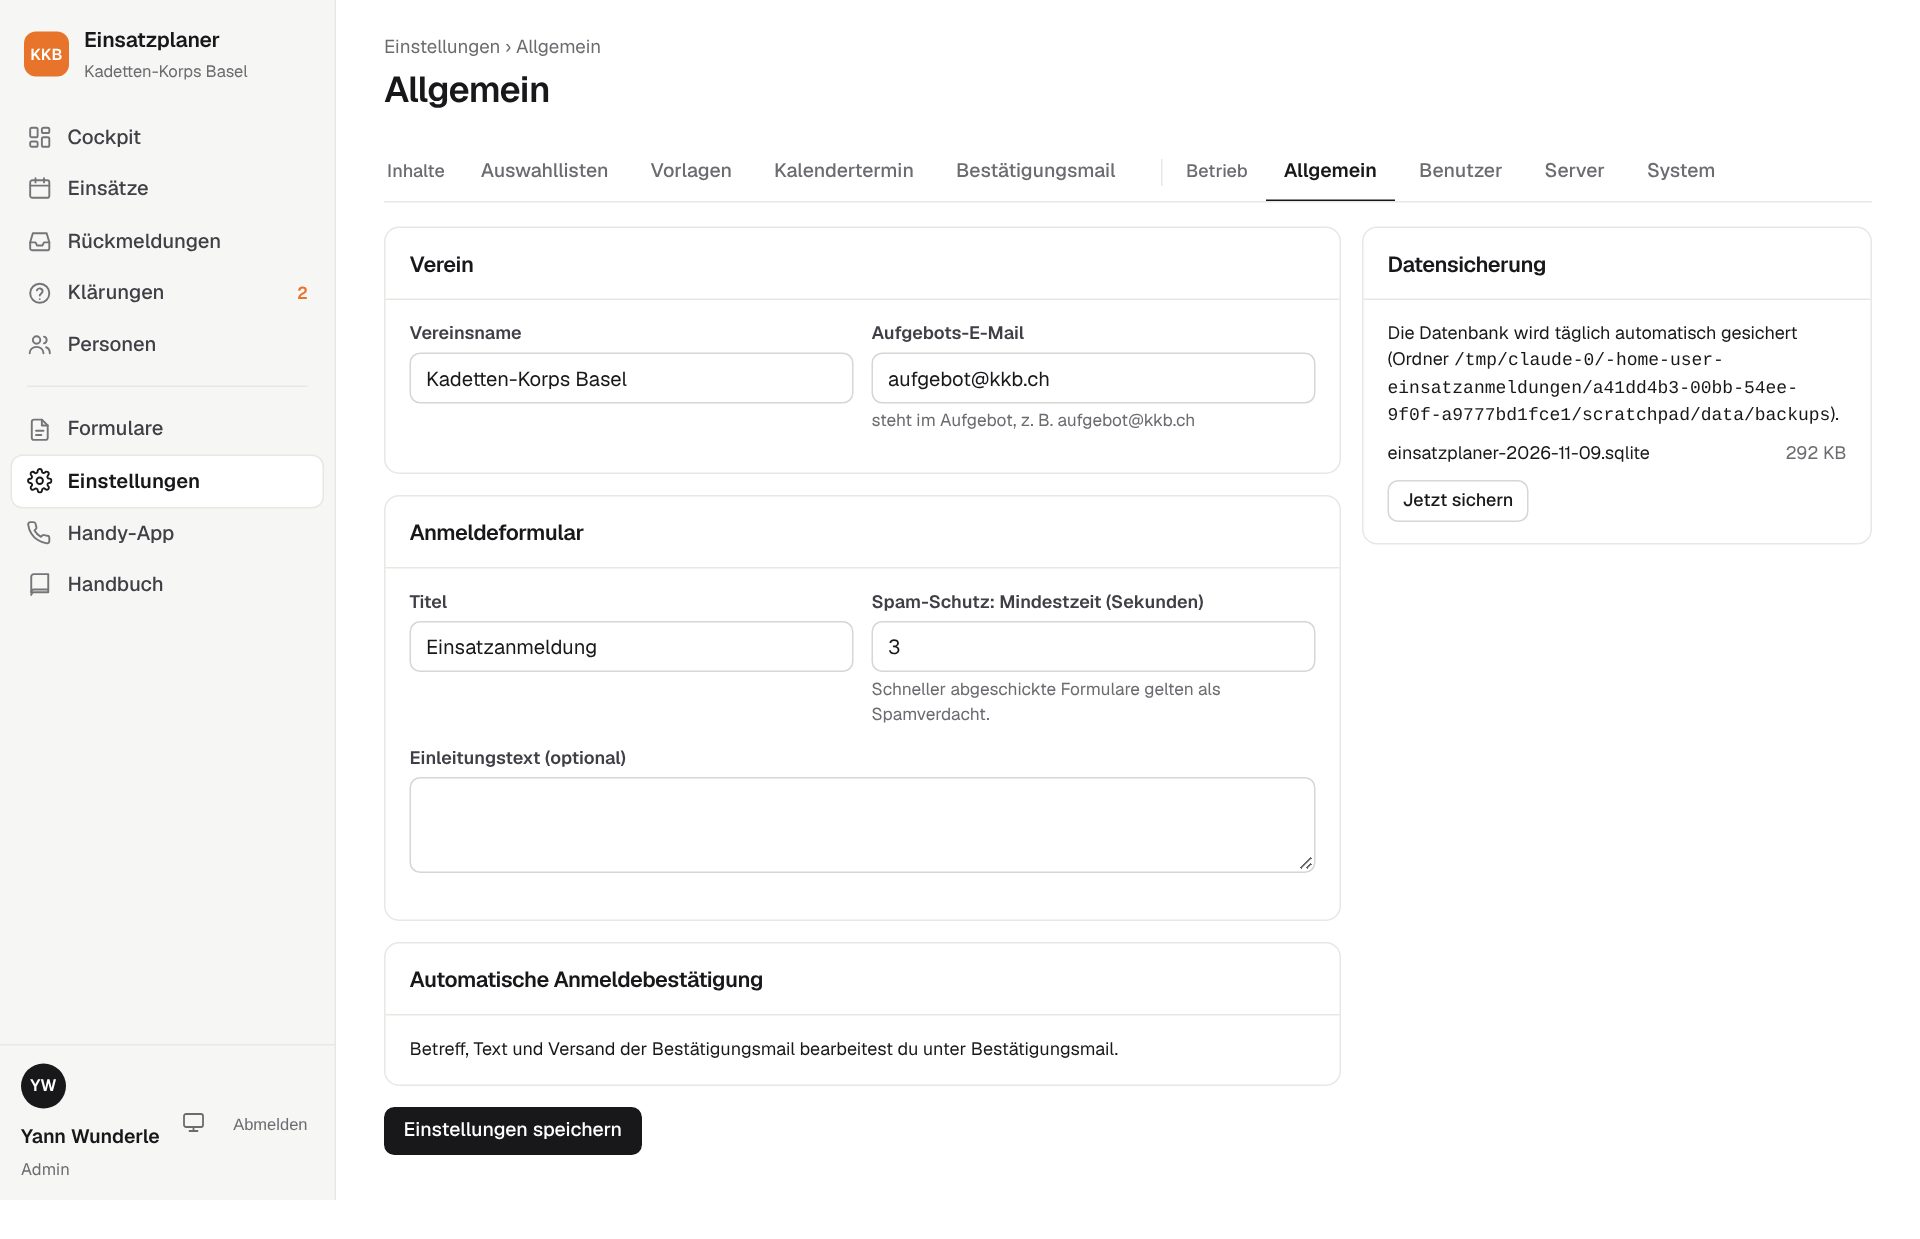 KKB
Einsatzplaner
Kadetten-Korps Basel
Cockpit
Einsätze
Rückmeldungen
Klärungen 2
Personen
Formulare
Einstellungen
Handy-App
Handbuch
YW
Yann Wunderle
Admin
Abmelden
Einstellungen › Allgemein
Allgemein
Inhalte Auswahllisten Vorlagen Kalendertermin Bestätigungsmail Betrieb Allgemein Benutzer Server System
Verein
Vereinsname
Kadetten-Korps Basel
Aufgebots-E-Mail
aufgebot@kkb.ch
steht im Aufgebot, z. B. aufgebot@kkb.ch
Anmeldeformular
Titel
Einsatzanmeldung
Spam-Schutz: Mindestzeit (Sekunden)
3
Schneller abgeschickte Formulare gelten als
Spamverdacht.
Einleitungstext (optional)
Automatische Anmeldebestätigung
Betreff, Text und Versand der Bestätigungsmail bearbeitest du unter Bestätigungsmail.
Einstellungen speichern
Datensicherung
Die Datenbank wird täglich automatisch gesichert
(Ordner /tmp/claude-0/-home-user-
einsatzanmeldungen/a41dd4b3-00bb-54ee-
9f0f-a9777bd1fce1/scratchpad/data/backups).
einsatzplaner-2026-11-09.sqlite 292 KB
Jetzt sichern